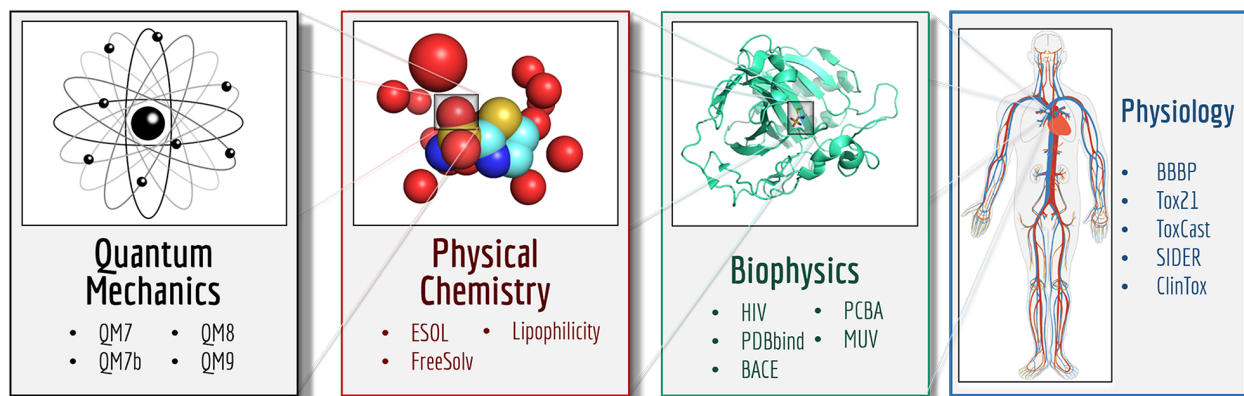 Quantum
Mechanics
• QM7 • QM8
• QM7b • QM9
Physical
Chemistry
• ESOL • Lipophilicity
• FreeSolv
Biophysics
• HIV • PCBA
• PDBbind • MUV
• BACE
Physiology
• BBBP
• Tox21
• ToxCast
• SIDER
• ClinTox